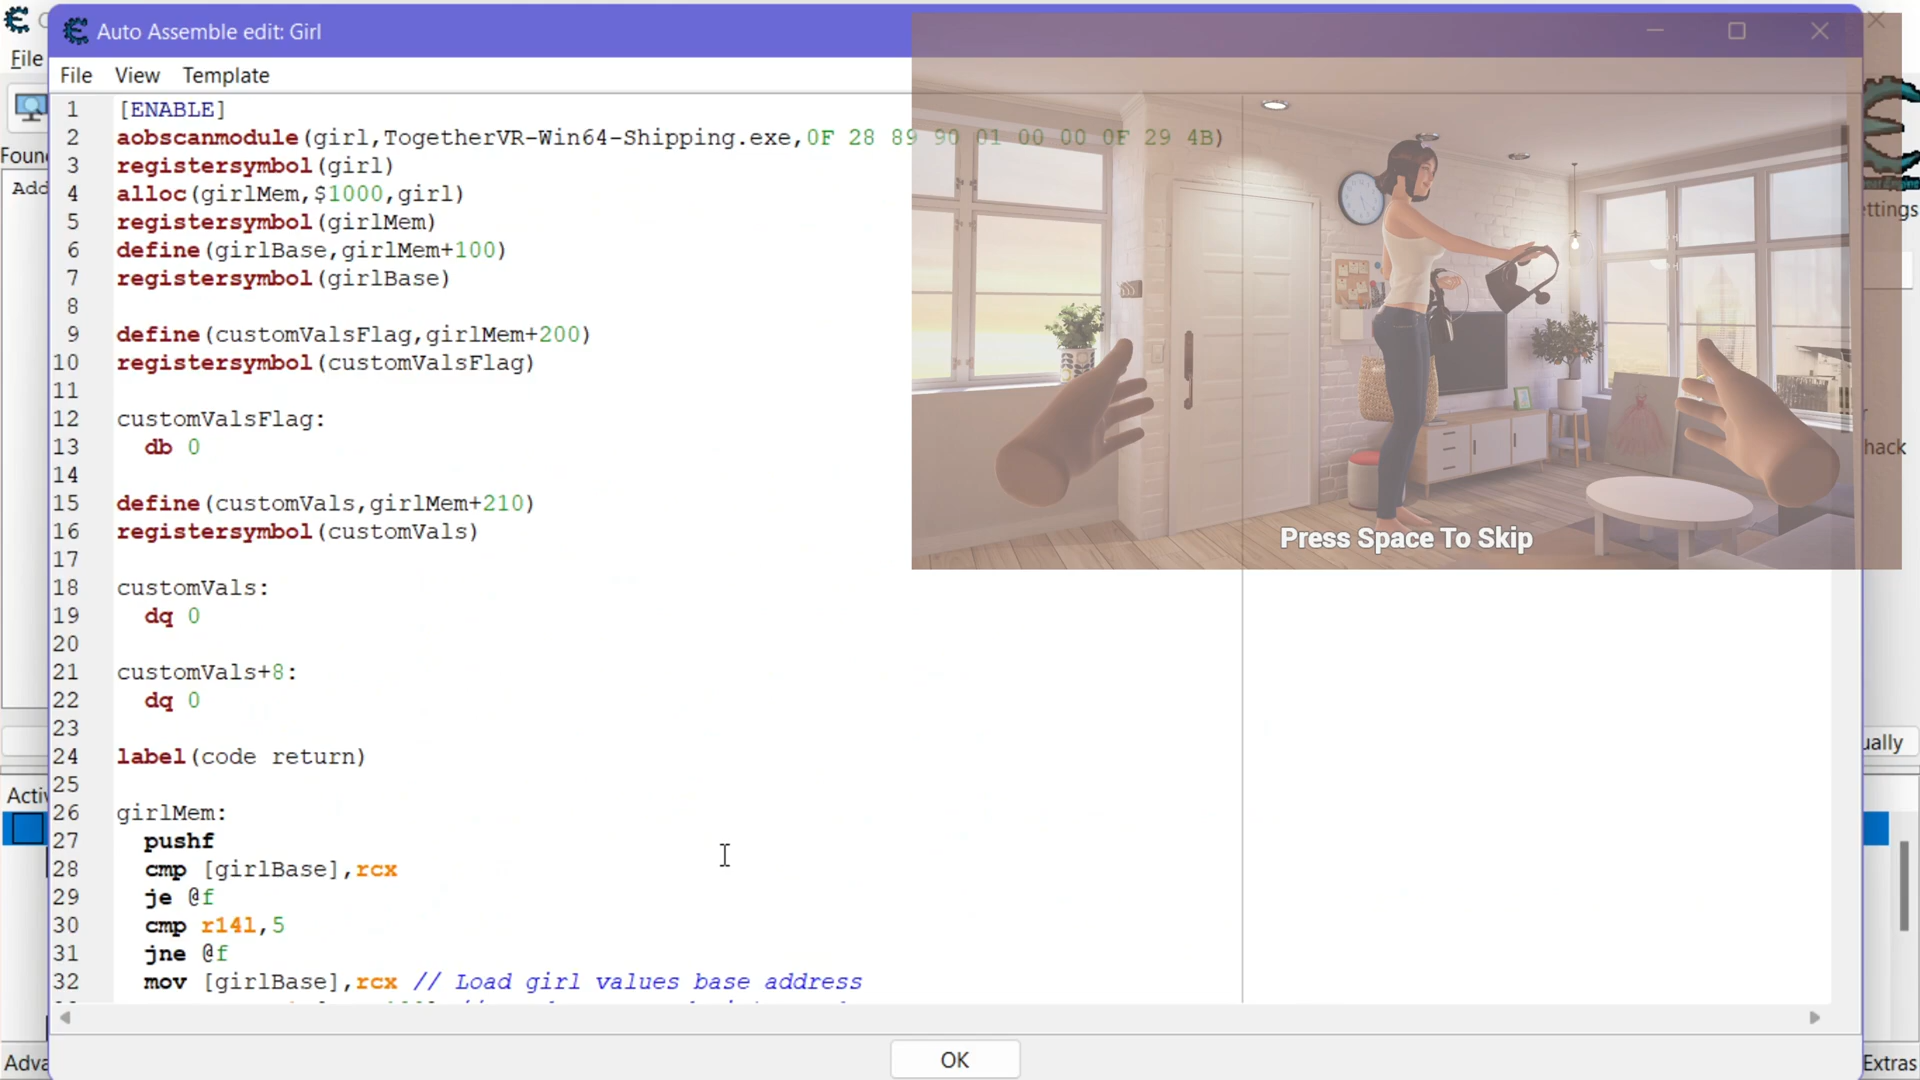 Auto Assemble edit: Girl
File
File View Template
1 [ENABLE]
2 aobscanmodule(girl,TogetherVR-Win64-Shipping.exe,0F 28 89 90 01 00 00 0F 29 4B)
3 registersymbol(girl)
4 alloc(girlMem,$1000,girl)
5 registersymbol(girlMem)
6 define(girlBase,girlMem+100)
7 registersymbol(girlBase)
8
9 define(customValsFlag,girlMem+200)
10 registersymbol(customValsFlag)
11
12 customValsFlag:
13 db 0
14
15 define(customVals,girlMem+210)
16 registersymbol(customVals)
17
18 customVals:
19 dq 0
20
21 customVals+8:
22 dq 0
23
24 label(code return)
25
26 girlMem:
27 pushf
28 cmp [girlBase],rcx
29 je @f
30 cmp r14l,5
31 jne @f
32 mov [girlBase],rcx // Load girl values base address
Press Space To Skip
Foun
Add
ettings
hack
ually
Activ
Adva
OK
Extras